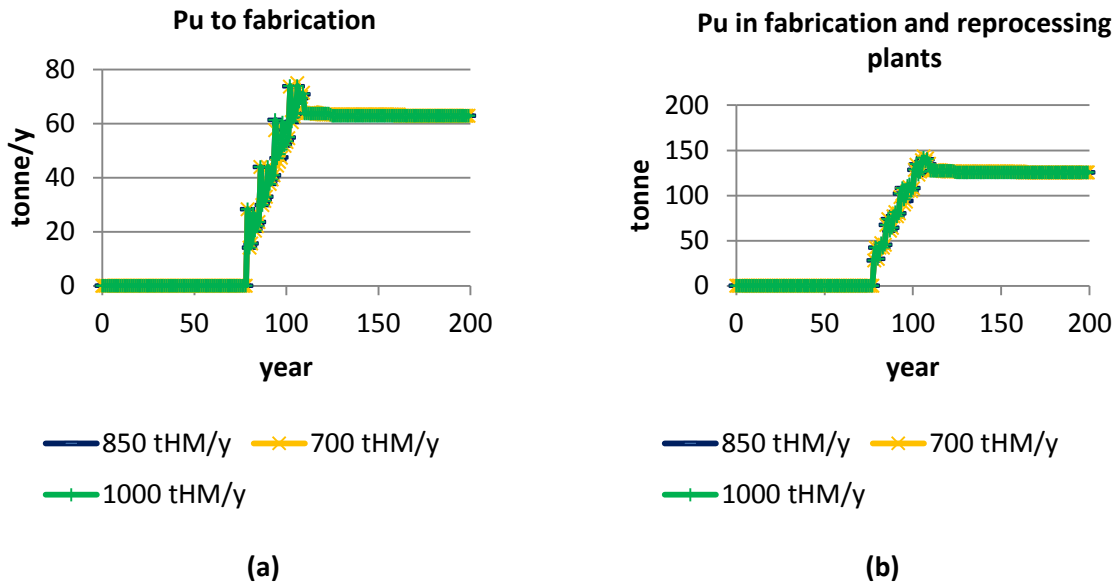 Pu to fabrication
80
60
40
20
0
tonne/y
0 50 100 150 200
year
850 tHM/y 700 tHM/y
1000 tHM/y
(a)
Pu in fabrication and reprocessing
plants
200
150
100
50
0
tonne
0 50 100 150 200
year
850 tHM/y 700 tHM/y
1000 tHM/y
(b)